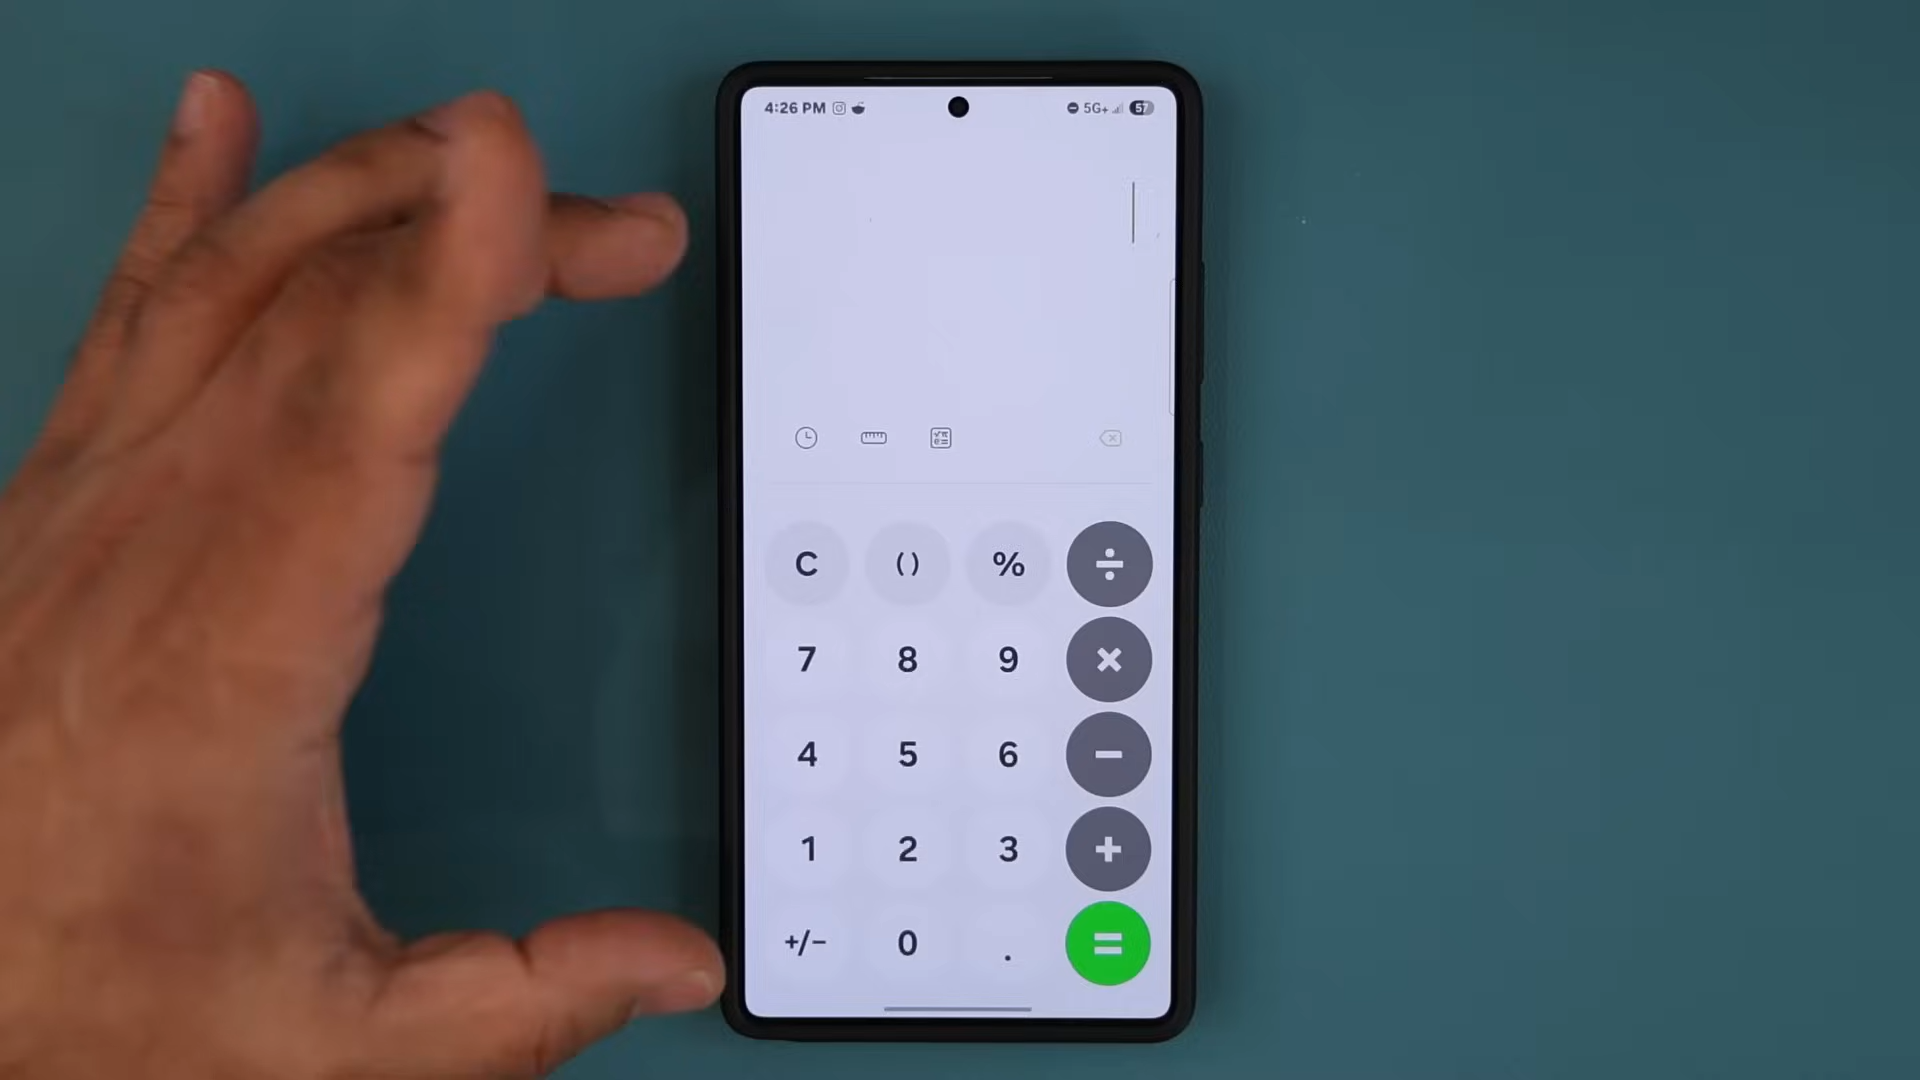 4:26 PM 5G+ 57
C () % ÷
7 8 9 ×
4 5 6 −
1 2 3 +
+/− 0 . =